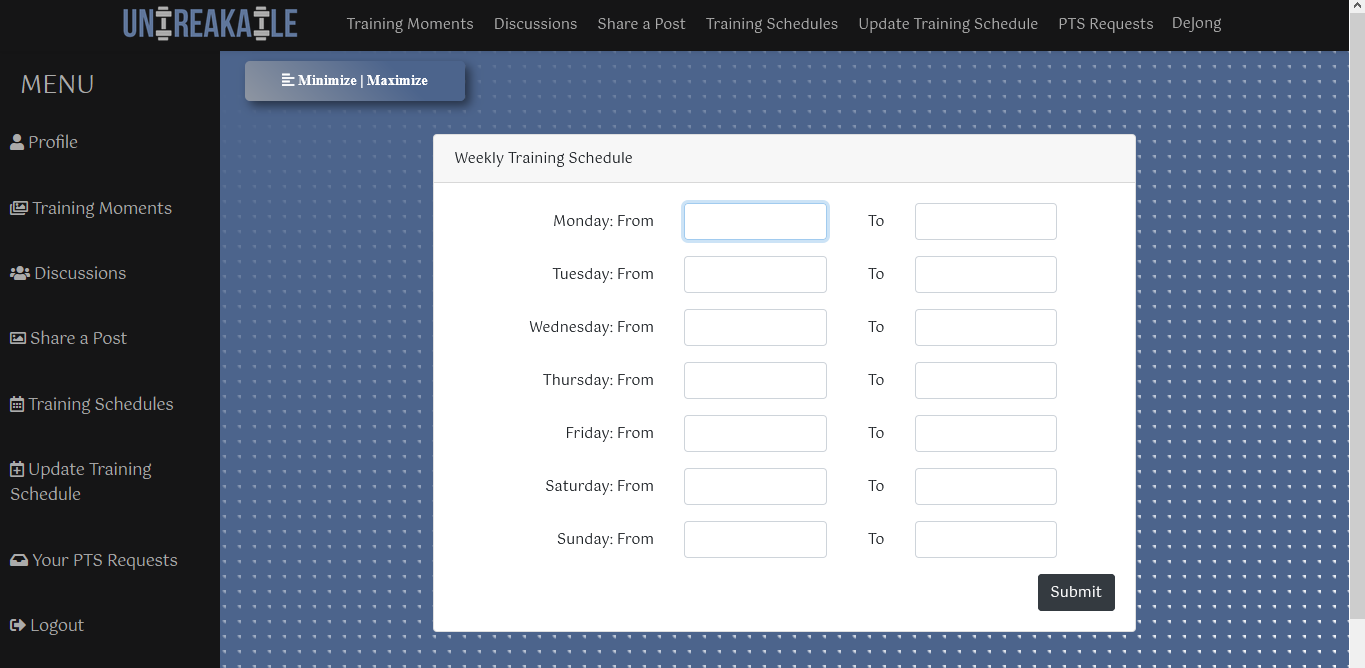 UNBREAKABLE
Training Moments Discussions Share a Post Training Schedules Update Training Schedule PTS Requests DeJong
MENU
Minimize | Maximize
Profile
Training Moments
Discussions
Share a Post
Training Schedules
Update Training
Schedule
Your PTS Requests
Logout
Weekly Training Schedule
Monday: From To
Tuesday: From To
Wednesday: From To
Thursday: From To
Friday: From To
Saturday: From To
Sunday: From To
Submit